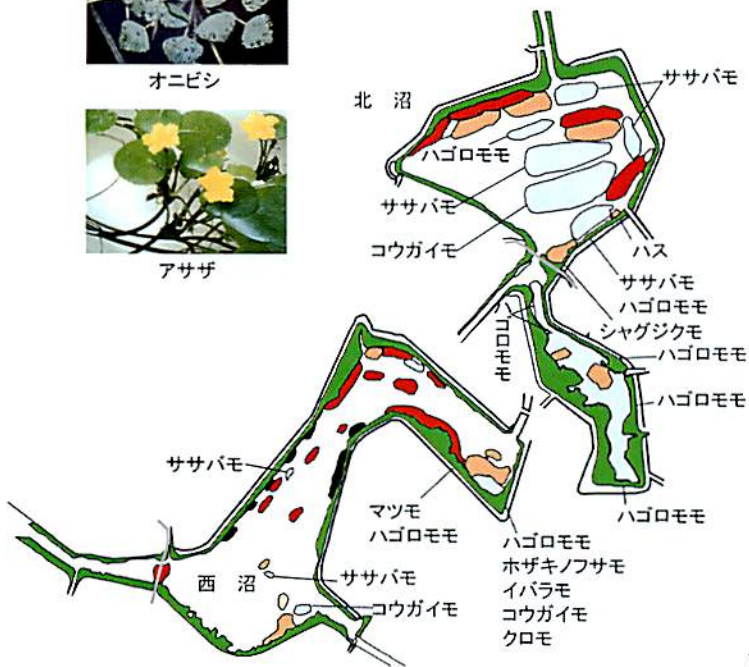 オニビシ
アサザ
北 沼
ササバモ
ハゴロモモ
ササバモ
コウガイモ
ハス
ササバモ
ハゴロモモ
シャグジクモ
ハゴロモモ
ハゴロモモ
ハゴロモモ
ハゴロモモ
ササバモ
マツモ
ハゴロモモ
ハゴロモモ
ホザキノフサモ
イバラモ
コウガイモ
クロモ
西 沼
ササバモ
コウガイモ